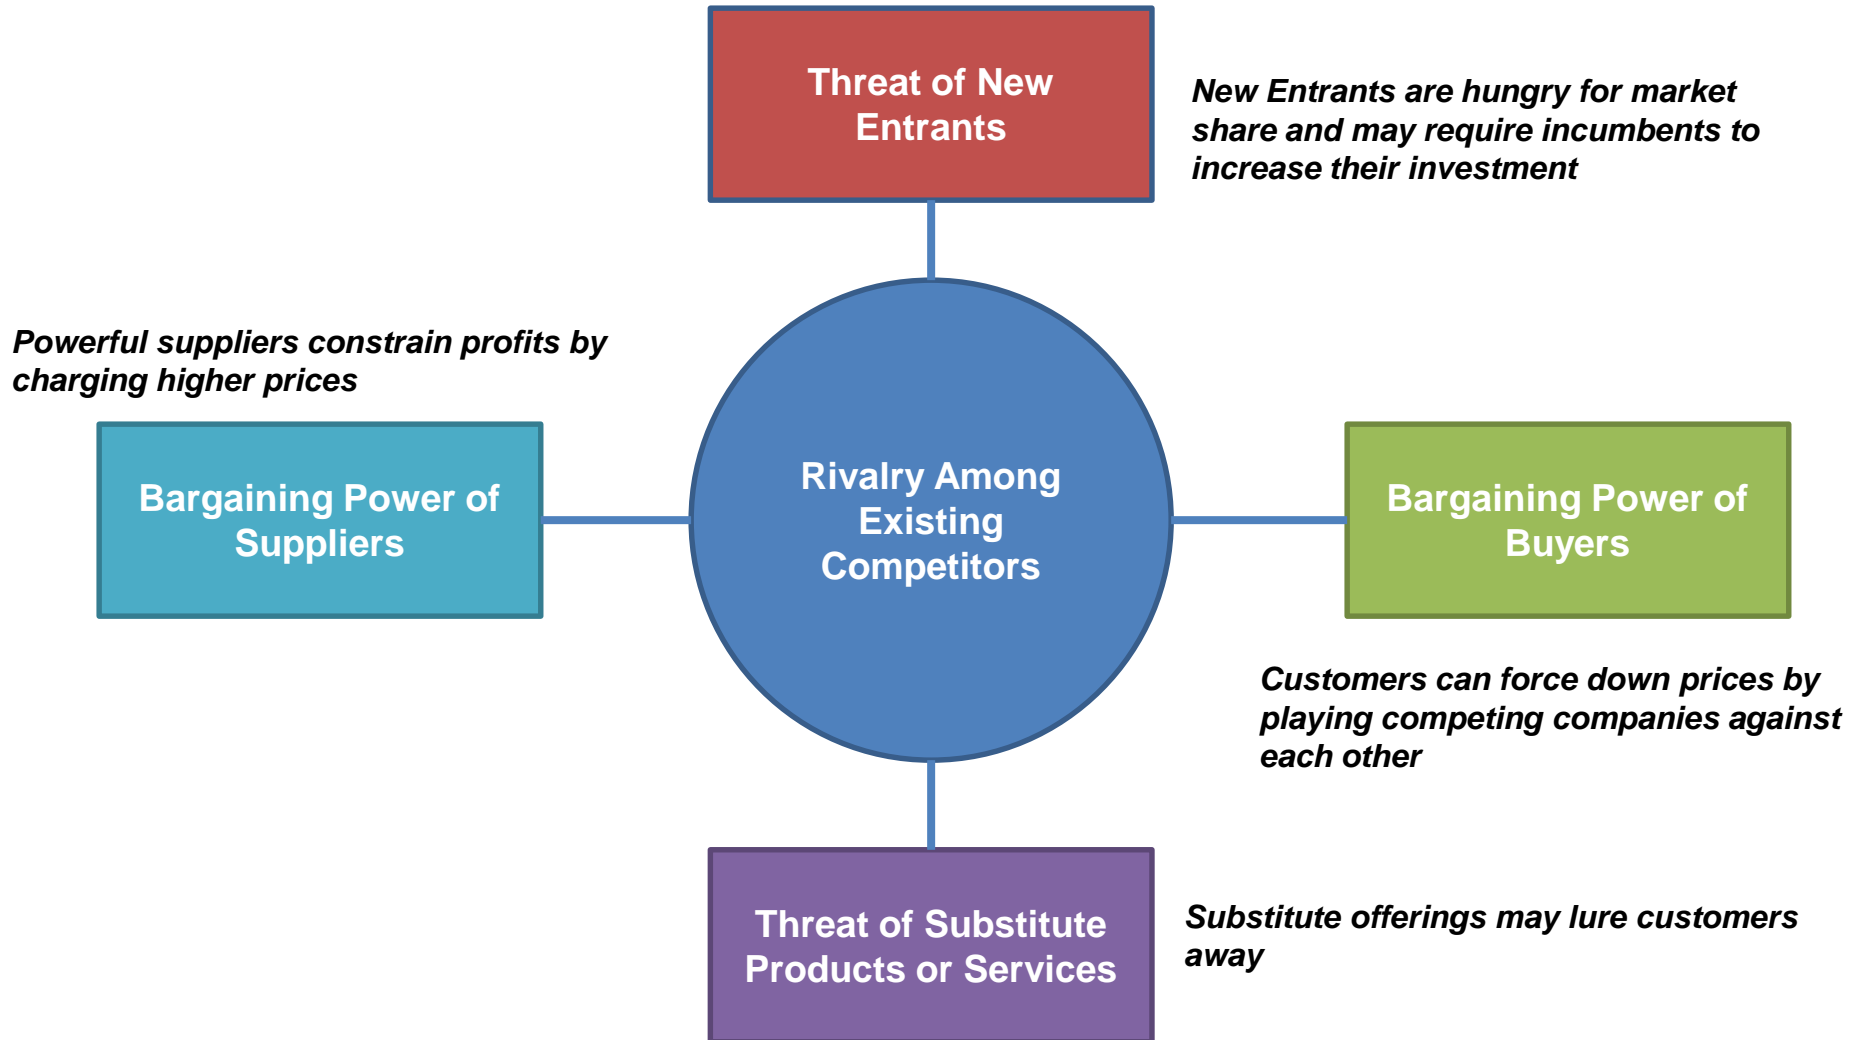 Threat of New
Entrants
New Entrants are hungry for market
share and may require incumbents to
increase their investment
Powerful suppliers constrain profits by
charging higher prices
Bargaining Power of
Suppliers
Rivalry Among
Existing
Competitors
Bargaining Power of
Buyers
Customers can force down prices by
playing competing companies against
each other
Threat of Substitute
Products or Services
Substitute offerings may lure customers
away